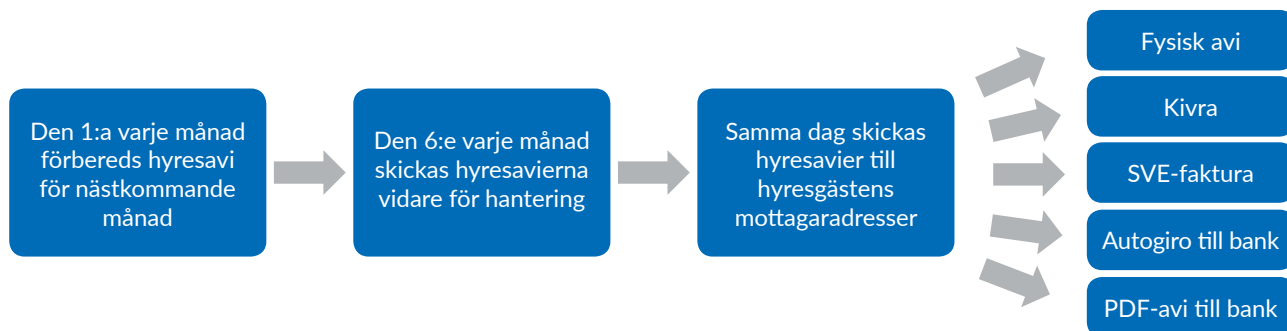 Den 1:a varje månad
förbereds hyresavi
för nästkommande
månad
Den 6:e varje månad
skickas hyresavierna
vidare för hantering
Samma dag skickas
hyresavier till
hyresgästens
mottagaradresser
Fysisk avi
Kivra
SVE-faktura
Autogiro till bank
PDF-avi till bank